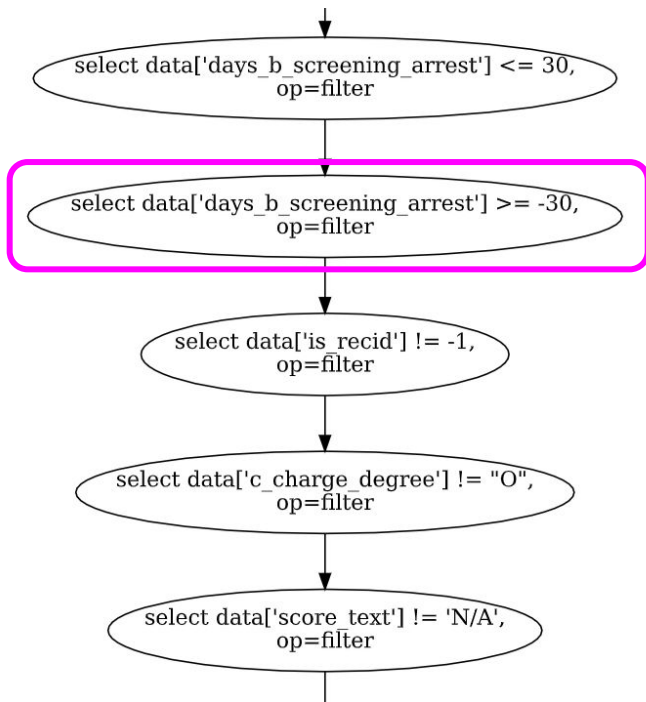 select data['days_b_screening_arrest'] <= 30,
op=filter
select data['days_b_screening_arrest'] >= -30,
op=filter
select data['is_recid'] != -1,
op=filter
select data['c_charge_degree'] != "O",
op=filter
select data['score_text'] != 'N/A',
op=filter